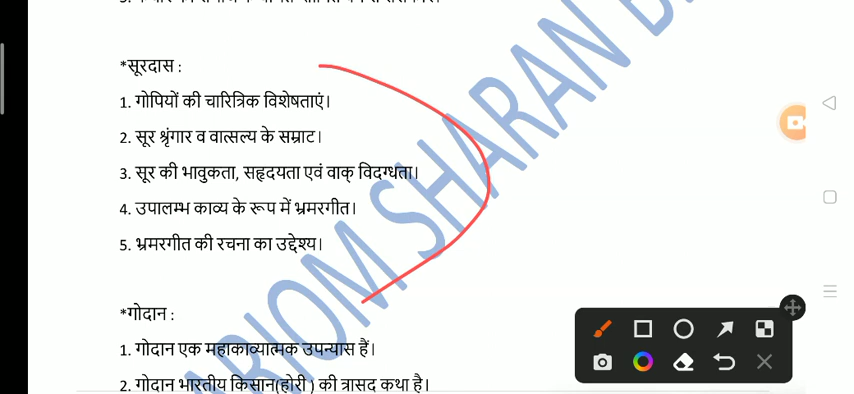 *सूरदास :
1. गोपियों की चारित्रिक विशेषताएं।
2. सूर श्रृंगार व वात्सल्य के सम्राट।
3. सूर की भावुकता, सहृदयता एवं वाक् विदग्धता।
4. उपालम्भ काव्य के रूप में भ्रमरगीत।
5. भ्रमरगीत की रचना का उद्देश्य।
*गोदान :
1. गोदान एक महाकाव्यात्मक उपन्यास हैं।
2. गोदान भारतीय किसान(होरी ) की त्रासद कथा है।
ARIOM SHARAN